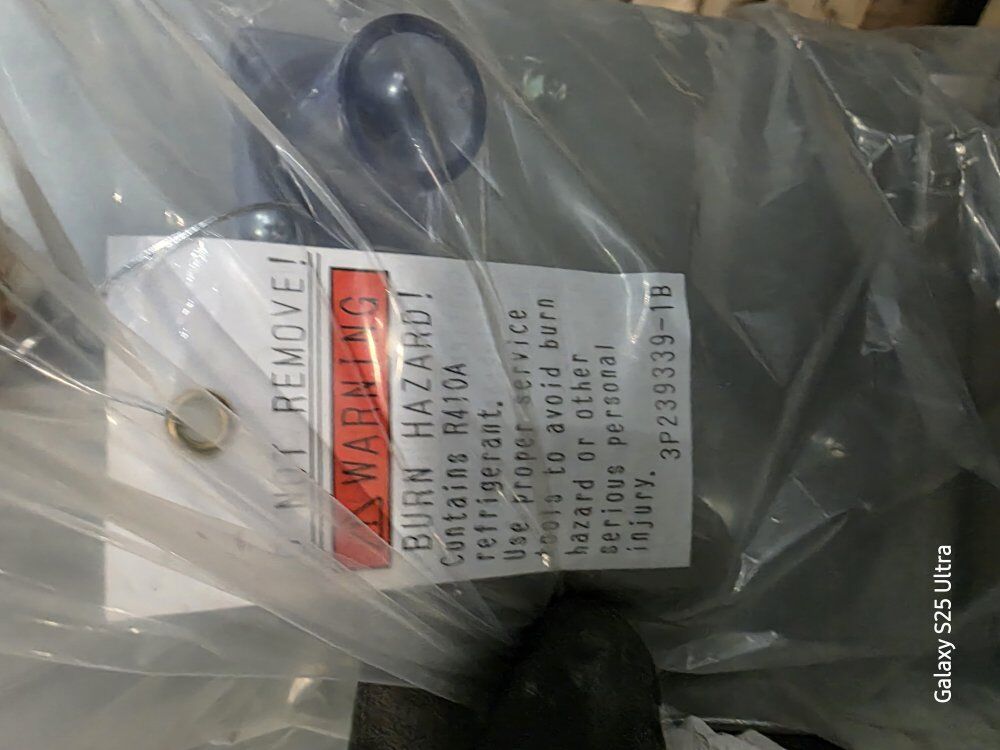 DO NOT REMOVE!
⚠ WARNING
BURN HAZARD!
Contains R410A
refrigerant.
Use proper service
tools to avoid burn
hazard or other
serious personal
injury.
3P239339-1B
Galaxy S25 Ultra